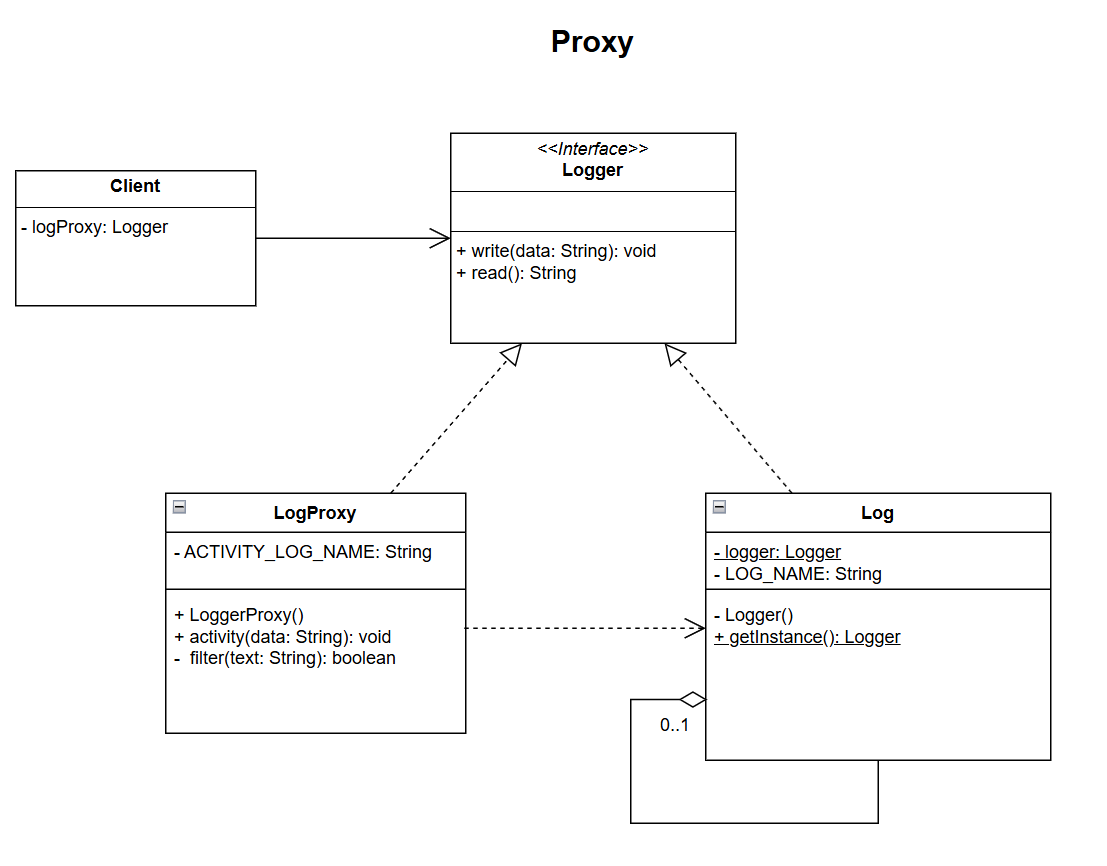 Proxy
<<Interface>>
Logger
+ write(data: String): void
+ read(): String
Client
- logProxy: Logger
LogProxy
- ACTIVITY_LOG_NAME: String
+ LoggerProxy()
+ activity(data: String): void
- filter(text: String): boolean
Log
- logger: Logger
- LOG_NAME: String
- Logger()
+ getInstance(): Logger
0..1